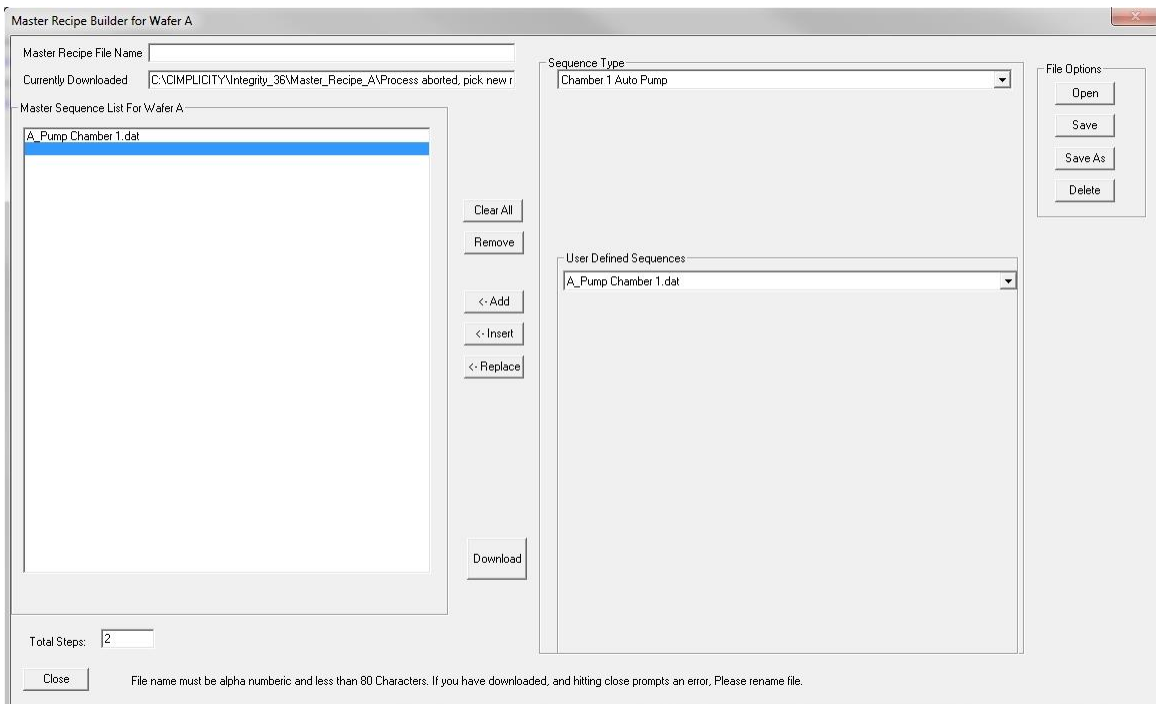 Master Recipe Builder for Wafer A
Master Recipe File Name
Currently Downloaded C:\CIMPLICITY\Integrity_36\Master_Recipe_A\Process aborted, pick new r
Master Sequence List For Wafer A
A_Pump Chamber 1.dat
Clear All
Remove
<- Add
<- Insert
<- Replace
Download
Sequence Type
Chamber 1 Auto Pump
User Defined Sequences
A_Pump Chamber 1.dat
File Options
Open
Save
Save As
Delete
Total Steps: 2
Close
File name must be alpha numberic and less than 80 Characters. If you have downloaded, and hitting close prompts an error, Please rename file.